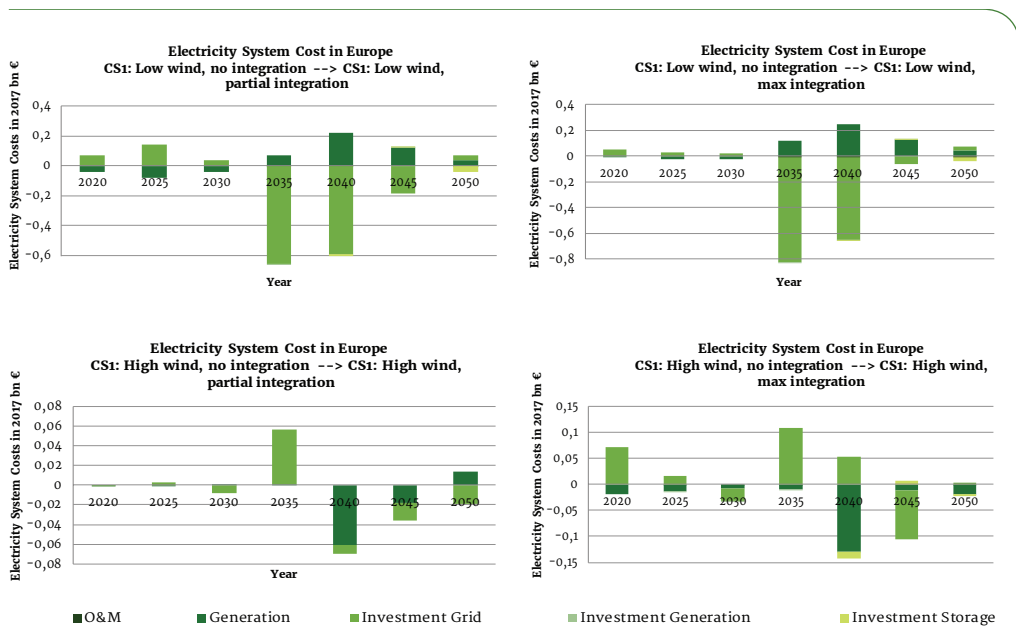 Electricity System Cost in Europe
CS1: Low wind, no integration --> CS1: Low wind,
partial integration
Electricity System Costs in 2017 bn €
0,4
0,2
0
-0,2
-0,4
-0,6
2020 2025 2030 2035 2040 2045 2050
Year
Electricity System Cost in Europe
CS1: Low wind, no integration --> CS1: Low wind,
max integration
Electricity System Costs in 2017 bn €
0,4
0,2
0
-0,2
-0,4
-0,6
-0,8
2020 2025 2030 2035 2040 2045 2050
Year
Electricity System Cost in Europe
CS1: High wind, no integration --> CS1: High wind,
partial integration
Electricity System Costs in 2017 bn €
0,08
0,06
0,04
0,02
0
-0,02
-0,04
-0,06
-0,08
2020 2025 2030 2035 2040 2045 2050
Year
Electricity System Cost in Europe
CS1: High wind, no integration --> CS1: High wind,
max integration
Electricity System Costs in 2017 bn €
0,15
0,1
0,05
0
-0,05
-0,10
-0,15
2020 2025 2030 2035 2040 2045 2050
O&M Generation Investment Grid Investment Generation Investment Storage